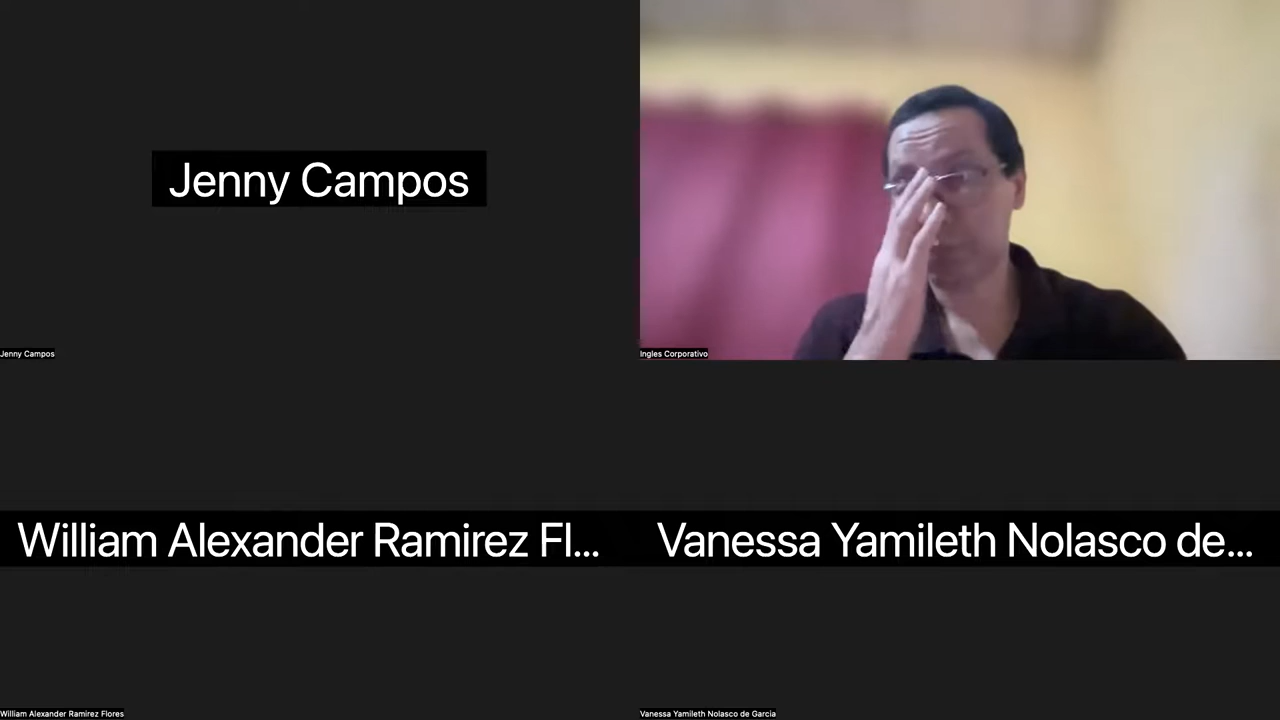 Jenny Campos
Jenny Campos
Ingles Corporativo
William Alexander Ramirez Fl...
Vanessa Yamileth Nolasco de...
William Alexander Ramirez Flores
Vanessa Yamileth Nolasco de Garcia